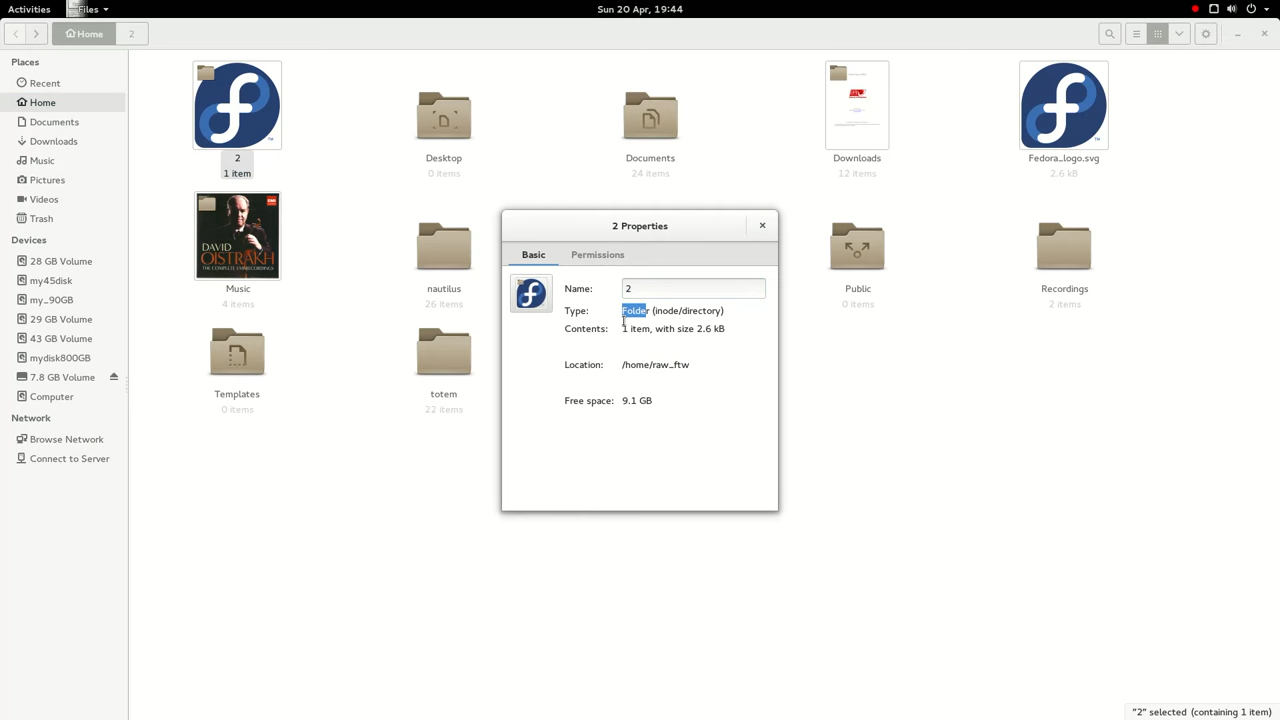 Activities
Files
Sun 20 Apr, 19:44
Home
2
Places
Recent
Home
Documents
Downloads
Music
Pictures
Videos
Trash
Devices
28 GB Volume
my45disk
my_90GB
29 GB Volume
43 GB Volume
mydisk800GB
7.8 GB Volume
Computer
Network
Browse Network
Connect to Server
2
1 item
Desktop
0 items
Documents
24 items
Downloads
12 items
Fedora_logo.svg
2.6 kB
EMI
DAVID
OISTRAKH
THE COMPLETE EMI RECORDINGS
Music
4 items
nautilus
26 items
Public
0 items
Recordings
2 items
Templates
0 items
totem
22 items
2 Properties
Basic
Permissions
Name: 2
Type: Folder (inode/directory)
Contents: 1 item, with size 2.6 kB
Location: /home/raw_ftw
Free space: 9.1 GB
"2" selected (containing 1 item)